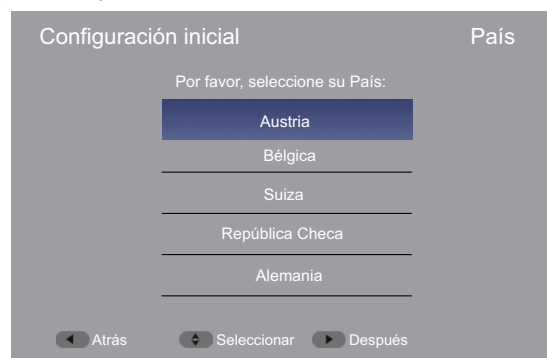 Configuración inicial País
Por favor, seleccione su País:
Austria
Bélgica
Suiza
República Checa
Alemania
Atrás Seleccionar Después